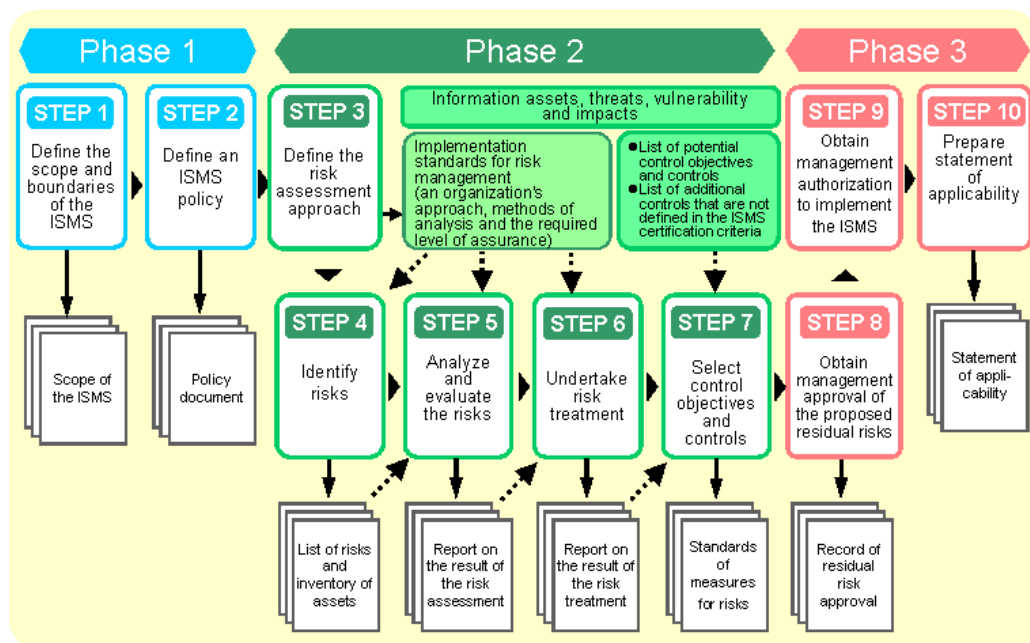 Phase 1
Phase 2
Phase 3
STEP 1
Define the
scope and
boundaries of
the ISMS
STEP 2
Define an
ISMS
policy
STEP 3
Define the
risk
assessment
approach
Information assets, threats, vulnerability
and impacts
Implementation
standards for risk
management
(an organization's
approach, methods of
analysis and the required
level of assurance)
●List of potential
control objectives
and controls
●List of additional
controls that are not
defined in the ISMS
certification criteria
STEP 9
Obtain
management
authorization
to implement
the ISMS
STEP 10
Prepare
statement
of
applicability
Scope of
the ISMS
Policy
document
STEP 4
Identify
risks
STEP 5
Analyze
and
evaluate
the risks
STEP 6
Undertake
risk
treatment
STEP 7
Select
control
objectives
and
controls
STEP 8
Obtain
management
approval of
the proposed
residual risks
Statement
of appli-
cability
List of risks
and
inventory of
assets
Report on
the result of
the risk
assessment
Report on
the result of
the risk
treatment
Standards
of
measures
for risks
Record of
residual
risk
approval